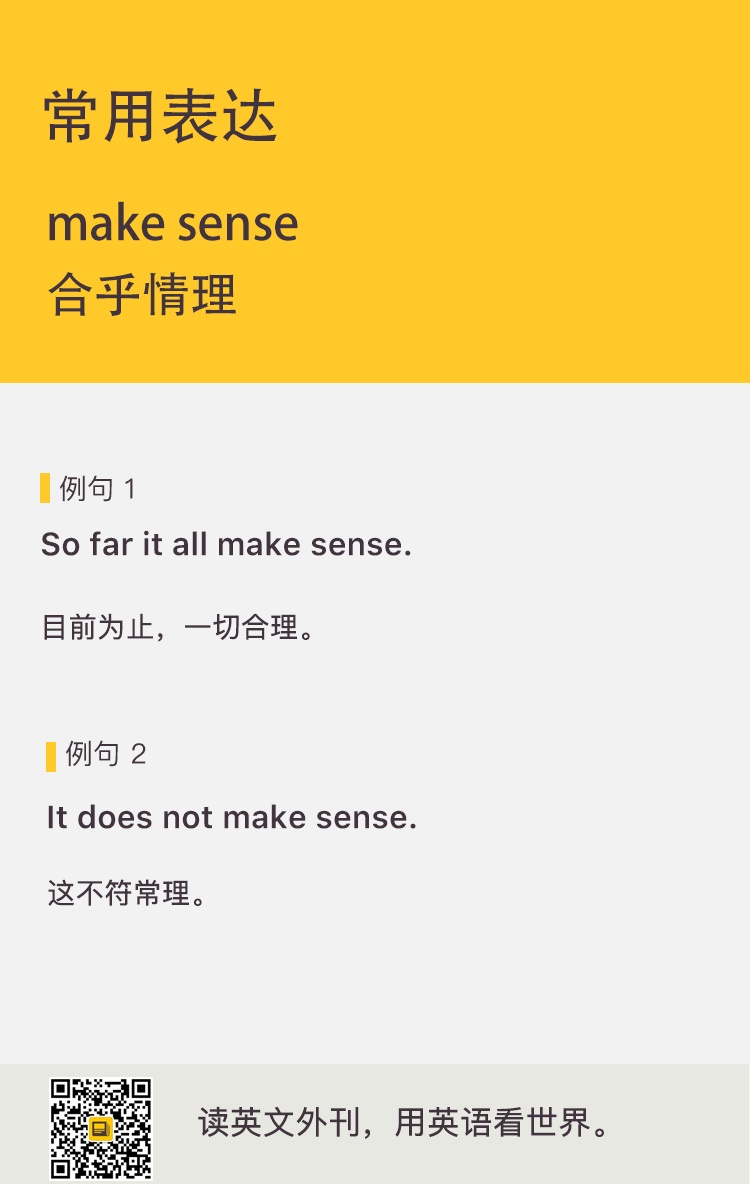 常用表达
make sense
合乎情理
例句 1
So far it all make sense.
目前为止，一切合理。
例句 2
It does not make sense.
这不符常理。
读英文外刊，用英语看世界。